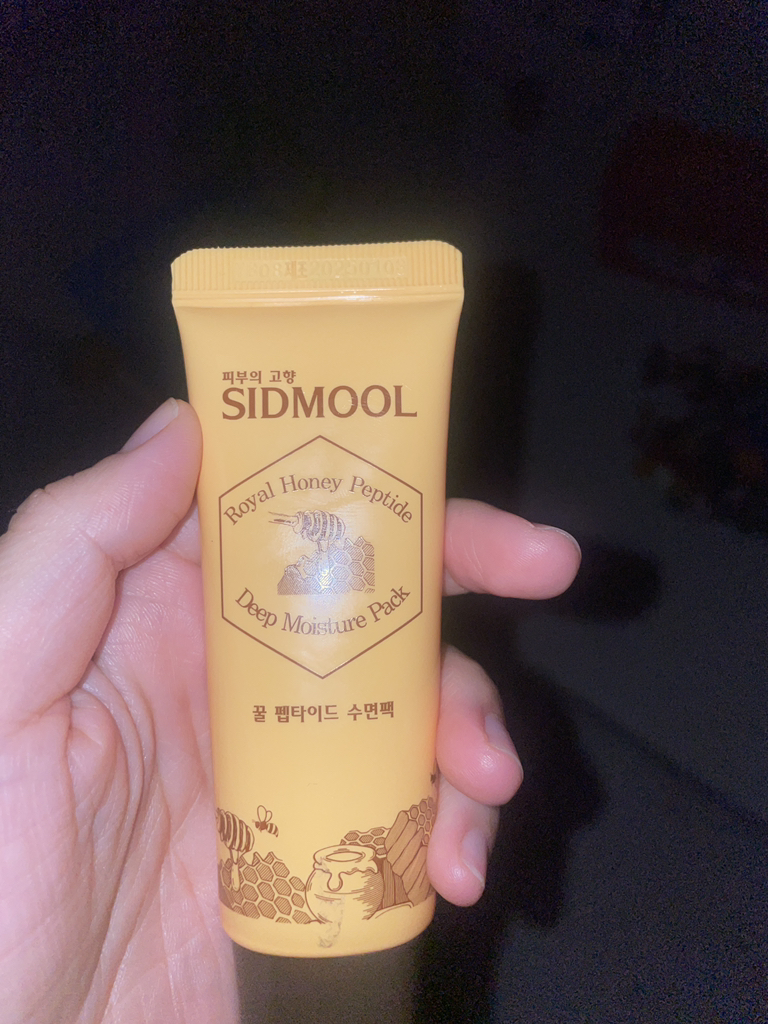 피부의 고향
SIDMOOL
Royal Honey Peptide
Deep Moisture Pack
꿀 펩타이드 수면팩